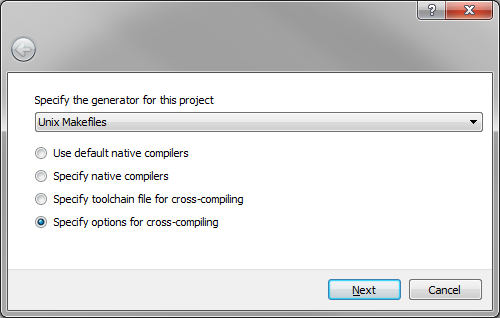 ?
Specify the generator for this project
Unix Makefiles
Use default native compilers
Specify native compilers
Specify toolchain file for cross-compiling
Specify options for cross-compiling
Next
Cancel